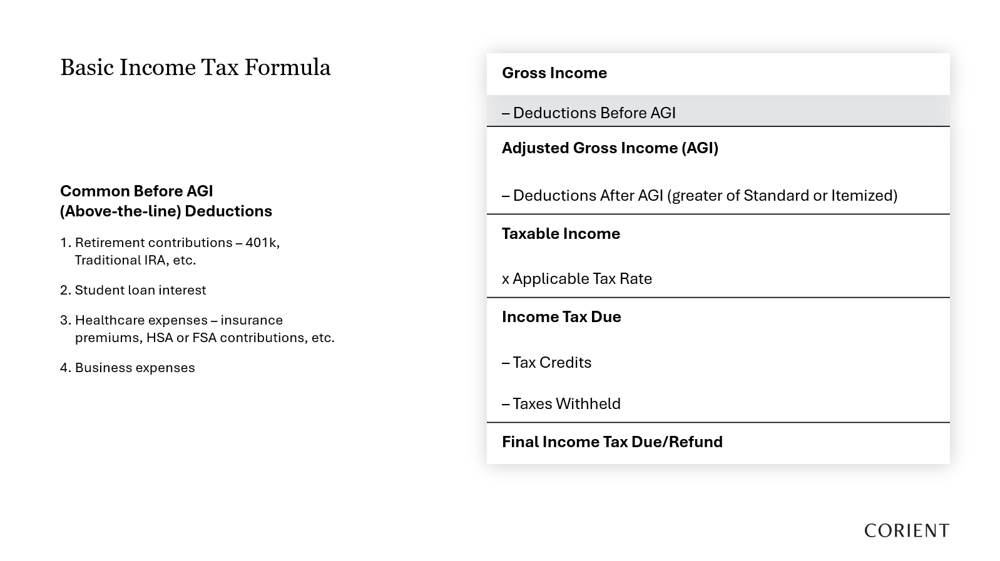 Basic Income Tax Formula
Common Before AGI
(Above-the-line) Deductions
1. Retirement contributions – 401k,
Traditional IRA, etc.
2. Student loan interest
3. Healthcare expenses – insurance
premiums, HSA or FSA contributions, etc.
4. Business expenses
Gross Income
– Deductions Before AGI
Adjusted Gross Income (AGI)
– Deductions After AGI (greater of Standard or Itemized)
Taxable Income
x Applicable Tax Rate
Income Tax Due
– Tax Credits
– Taxes Withheld
Final Income Tax Due/Refund
CORIENT